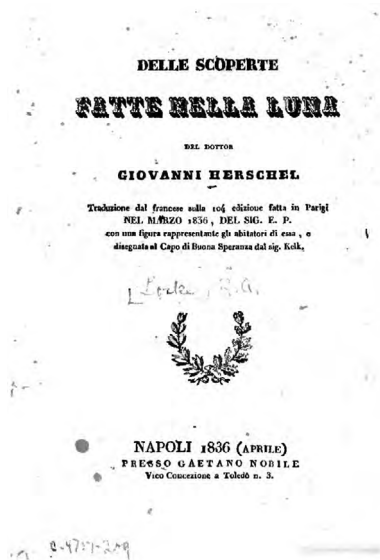 DELLE SCOPERTE
FATTE NELLA LUNA
DEL DOTTOR
GIOVANNI HERSCHEL
Traduzione dal francese sulla 104 edizione fatta in Parigi
NEL MARZO 1836, DEL SIG. E. P.
con una figura rappresentante gli abitatori di essa, e
disegnata al Capo di Buona Speranza dal sig. Kelk.
[Locke, R.A.
NAPOLI 1836 (APRILE)
PRESSO GAETANO NOBILE
Vico Concezione a Toledo n. 3.